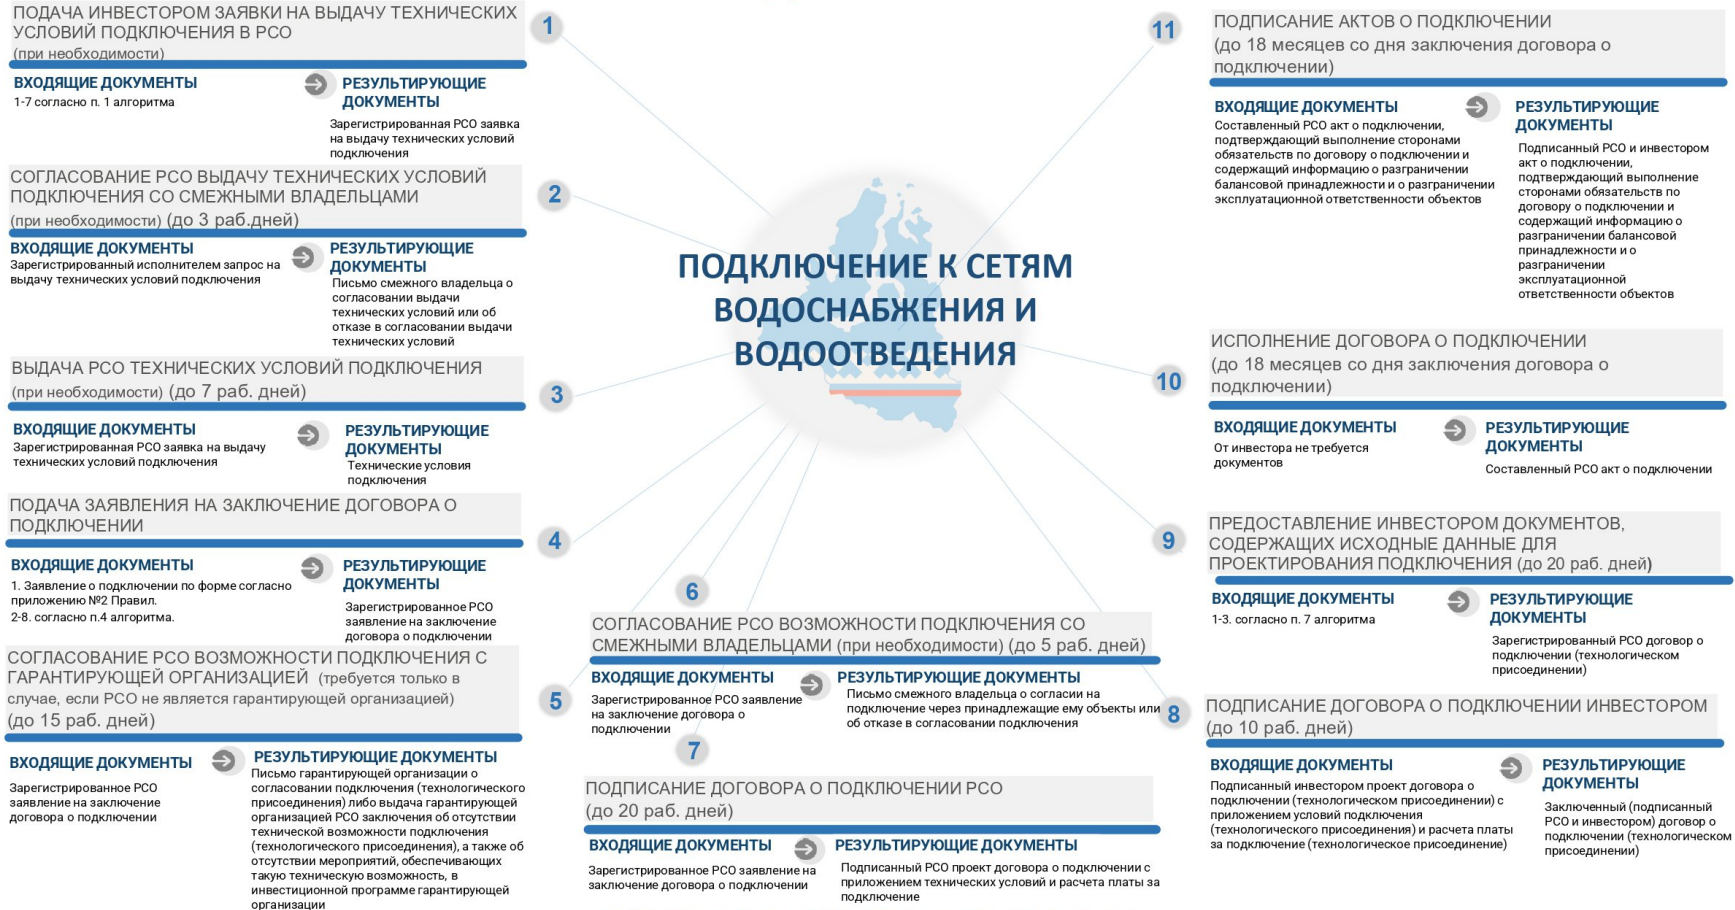 ПОДАЧА ИНВЕСТОРОМ ЗАЯВКИ НА ВЫДАЧУ ТЕХНИЧЕСКИХ
УСЛОВИЙ ПОДКЛЮЧЕНИЯ В РСО
(при необходимости)
1
ВХОДЯЩИЕ ДОКУМЕНТЫ
1-7 согласно п. 1 алгоритма
РЕЗУЛЬТИРУЮЩИЕ
ДОКУМЕНТЫ
Зарегистрированная РСО заявка
на выдачу технических условий
подключения
СОГЛАСОВАНИЕ РСО ВЫДАЧУ ТЕХНИЧЕСКИХ УСЛОВИЙ
ПОДКЛЮЧЕНИЯ СО СМЕЖНЫМИ ВЛАДЕЛЬЦАМИ
(при необходимости) (до 3 раб.дней)
2
ВХОДЯЩИЕ ДОКУМЕНТЫ
Зарегистрированный исполнителем запрос на
выдачу технических условий подключения
РЕЗУЛЬТИРУЮЩИЕ
ДОКУМЕНТЫ
Письмо смежного владельца о
согласовании выдачи
технических условий или об
отказе в согласовании выдачи
технических условий
ВЫДАЧА РСО ТЕХНИЧЕСКИХ УСЛОВИЙ ПОДКЛЮЧЕНИЯ
(при необходимости) (до 7 раб. дней)
3
ВХОДЯЩИЕ ДОКУМЕНТЫ
Зарегистрированная РСО заявка на выдачу
технических условий подключения
РЕЗУЛЬТИРУЮЩИЕ
ДОКУМЕНТЫ
Технические условия
подключения
ПОДАЧА ЗАЯВЛЕНИЯ НА ЗАКЛЮЧЕНИЕ ДОГОВОРА О
ПОДКЛЮЧЕНИИ
4
ВХОДЯЩИЕ ДОКУМЕНТЫ
1. Заявление о подключении по форме согласно
приложению №2 Правил.
2-8. согласно п.4 алгоритма.
РЕЗУЛЬТИРУЮЩИЕ
ДОКУМЕНТЫ
Зарегистрированное РСО
заявление на заключение
договора о подключении
СОГЛАСОВАНИЕ РСО ВОЗМОЖНОСТИ ПОДКЛЮЧЕНИЯ С
ГАРАНТИРУЮЩЕЙ ОРГАНИЗАЦИЕЙ (требуется только в
случае, если РСО не является гарантирующей организацией)
(до 15 раб. дней)
5
ВХОДЯЩИЕ ДОКУМЕНТЫ
Зарегистрированное РСО
заявление на заключение
договора о подключении
РЕЗУЛЬТИРУЮЩИЕ ДОКУМЕНТЫ
Письмо гарантирующей организации о
согласовании подключения (технологического
присоединения) либо выдача гарантирующей
организацией РСО заключения об отсутствии
технической возможности подключения
(технологического присоединения), а также об
отсутствии мероприятий, обеспечивающих
такую техническую возможность, в
инвестиционной программе гарантирующей
организации
ПОДКЛЮЧЕНИЕ К СЕТЯМ
ВОДОСНАБЖЕНИЯ И
ВОДООТВЕДЕНИЯ
6
СОГЛАСОВАНИЕ РСО ВОЗМОЖНОСТИ ПОДКЛЮЧЕНИЯ СО
СМЕЖНЫМИ ВЛАДЕЛЬЦАМИ (при необходимости) (до 5 раб. дней)
ВХОДЯЩИЕ ДОКУМЕНТЫ
Зарегистрированное РСО заявление
на заключение договора о
подключении
РЕЗУЛЬТИРУЮЩИЕ ДОКУМЕНТЫ
Письмо смежного владельца о согласии на
подключение через принадлежащие ему объекты или
об отказе в согласовании подключения
7
ПОДПИСАНИЕ ДОГОВОРА О ПОДКЛЮЧЕНИИ РСО
(до 20 раб. дней)
ВХОДЯЩИЕ ДОКУМЕНТЫ
Зарегистрированное РСО заявление на
заключение договора о подключении
РЕЗУЛЬТИРУЮЩИЕ ДОКУМЕНТЫ
Подписанный РСО проект договора о подключении с
приложением технических условий и расчета платы за
подключение
11
ПОДПИСАНИЕ АКТОВ О ПОДКЛЮЧЕНИИ
(до 18 месяцев со дня заключения договора о
подключении)
ВХОДЯЩИЕ ДОКУМЕНТЫ
Составленный РСО акт о подключении,
подтверждающий выполнение сторонами
обязательств по договору о подключении и
содержащий информацию о разграничении
балансовой принадлежности и о разграничении
эксплуатационной ответственности объектов
РЕЗУЛЬТИРУЮЩИЕ
ДОКУМЕНТЫ
Подписанный РСО и инвестором
акт о подключении,
подтверждающий выполнение
сторонами обязательств по
договору о подключении и
содержащий информацию о
разграничении балансовой
принадлежности и о
разграничении
эксплуатационной
ответственности объектов
10
ИСПОЛНЕНИЕ ДОГОВОРА О ПОДКЛЮЧЕНИИ
(до 18 месяцев со дня заключения договора о
подключении)
ВХОДЯЩИЕ ДОКУМЕНТЫ
От инвестора не требуется
документов
РЕЗУЛЬТИРУЮЩИЕ
ДОКУМЕНТЫ
Составленный РСО акт о подключении
9
ПРЕДОСТАВЛЕНИЕ ИНВЕСТОРОМ ДОКУМЕНТОВ,
СОДЕРЖАЩИХ ИСХОДНЫЕ ДАННЫЕ ДЛЯ
ПРОЕКТИРОВАНИЯ ПОДКЛЮЧЕНИЯ (до 20 раб. дней)
ВХОДЯЩИЕ ДОКУМЕНТЫ
1-3. согласно п. 7 алгоритма
РЕЗУЛЬТИРУЮЩИЕ
ДОКУМЕНТЫ
Зарегистрированный РСО договор о
подключении (технологическом
присоединении)
8
ПОДПИСАНИЕ ДОГОВОРА О ПОДКЛЮЧЕНИИ ИНВЕСТОРОМ
(до 10 раб. дней)
ВХОДЯЩИЕ ДОКУМЕНТЫ
Подписанный инвестором проект договора о
подключении (технологическом присоединении) с
приложением условий подключения
(технологического присоединения) и расчета платы
за подключение (технологическое присоединение)
РЕЗУЛЬТИРУЮЩИЕ
ДОКУМЕНТЫ
Заключенный (подписанный
РСО и инвестором) договор о
подключении (технологическом
присоединении)